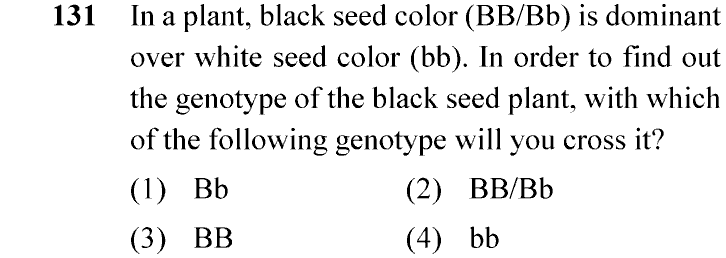 131 In a plant, black seed color (BB/Bb) is dominant
over white seed color (bb). In order to find out
the genotype of the black seed plant, with which
of the following genotype will you cross it?
(1) Bb (2) BB/Bb
(3) BB (4) bb